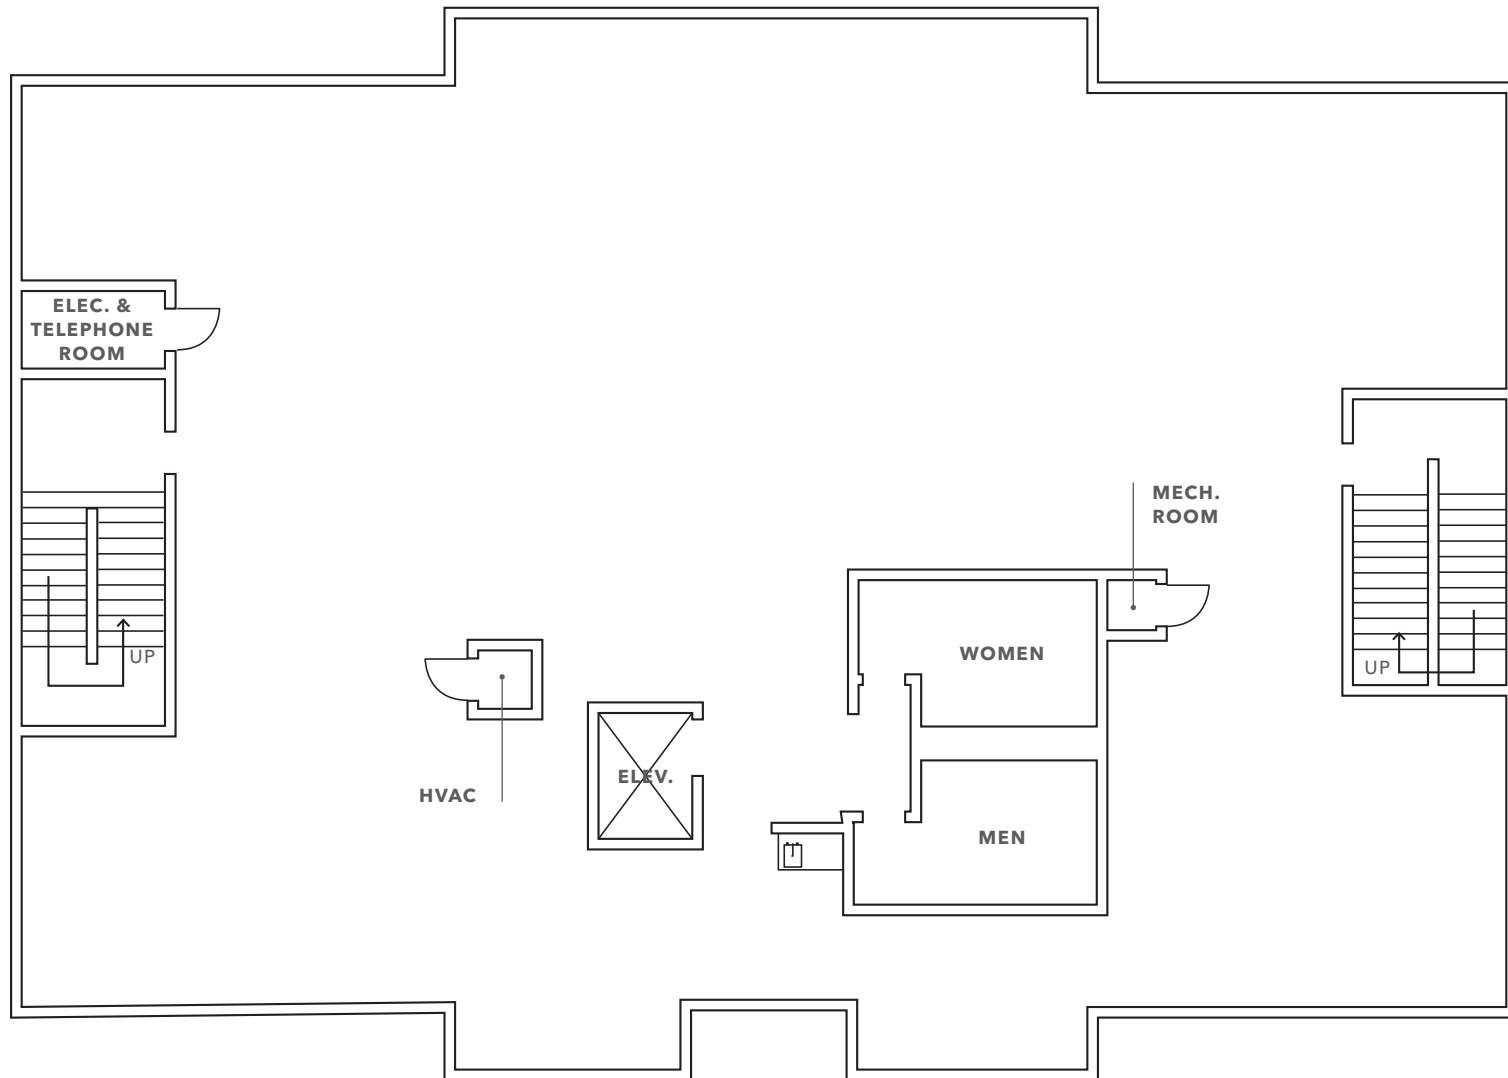 ELEC. &
TELEPHONE
ROOM
MECH.
ROOM
WOMEN
UP
UP
ELEV.
HVAC
MEN